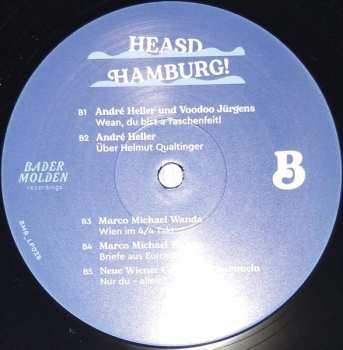 HEASD
HAMBURG!
B1 André Heller und Voodoo Jürgens
Wean, du bist a Taschenfeitl
B2 André Heller
Über Helmut Qualtinger
BADER
MOLDEN
recordings
B
BMR_LP029
B3 Marco Michael Wanda
Wien im 4/4 Takt
B4 Marco Michael
Briefe aus
B5 Neue Wiener
Nur du – allein